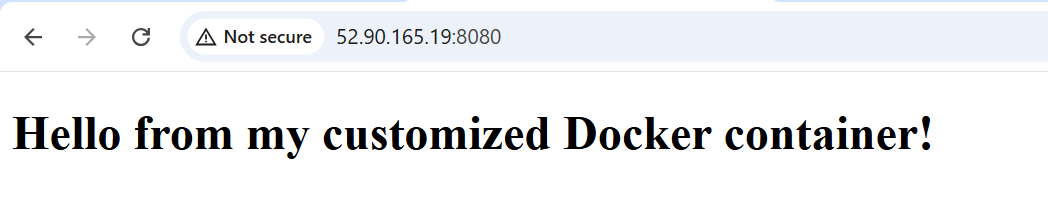 Not secure 52.90.165.19:8080
Hello from my customized Docker container!